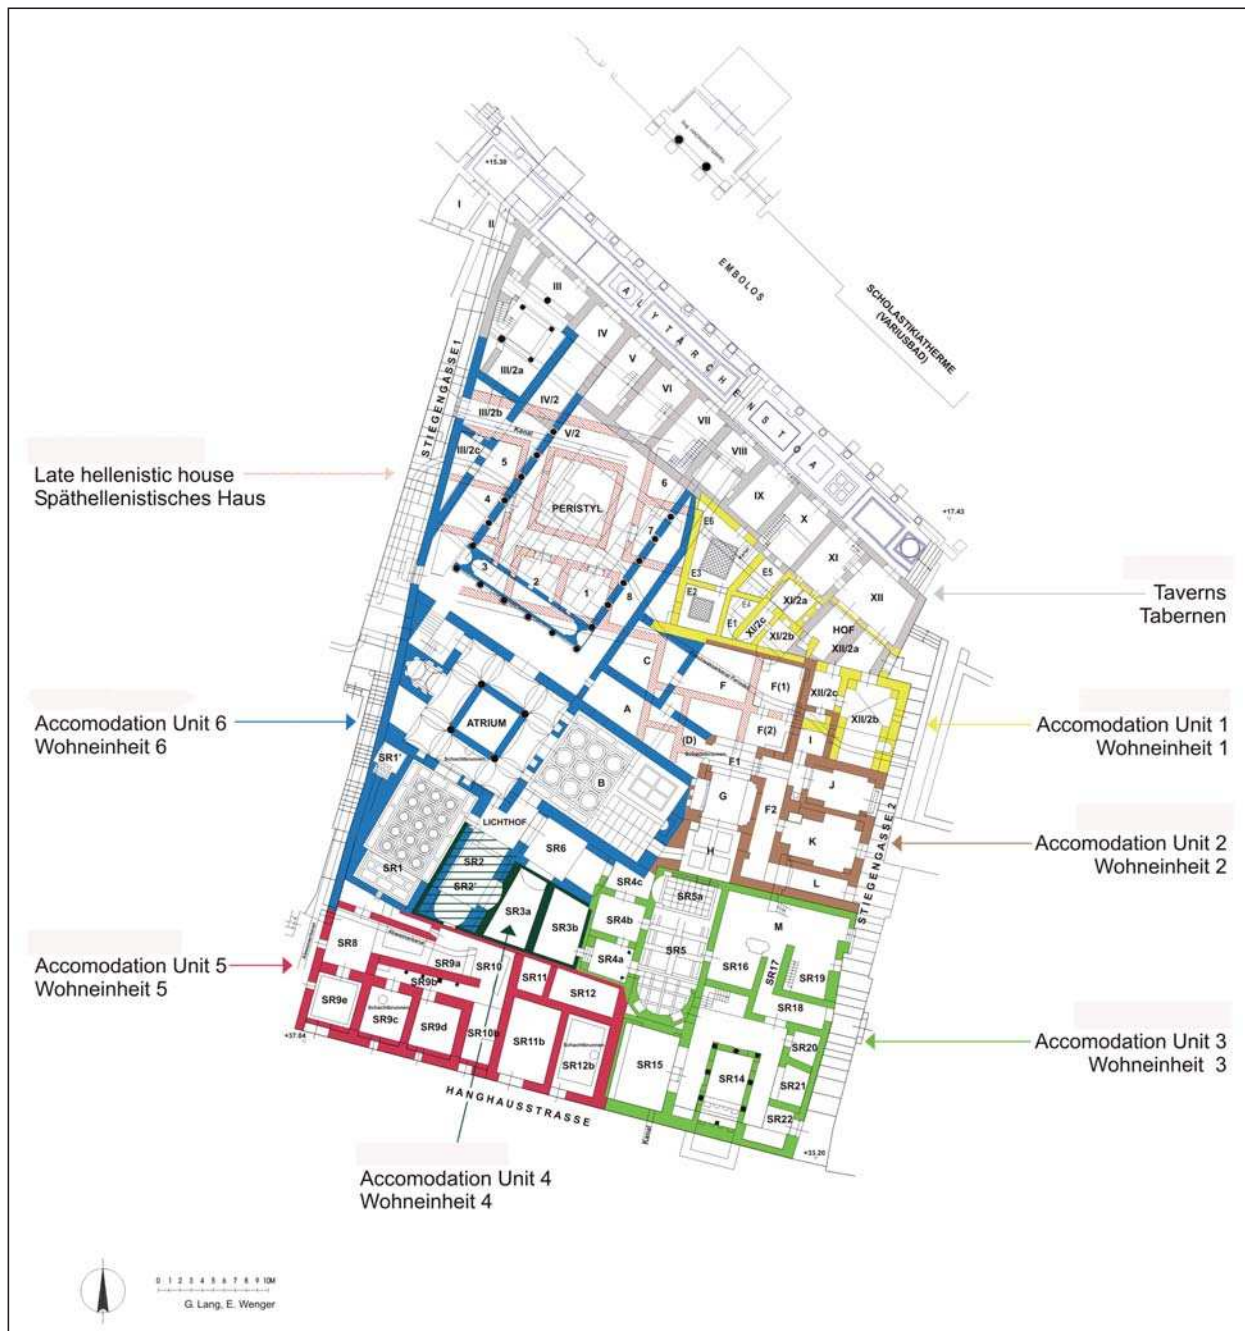 +15.39
I
II
EMBOLOS
SCHOLASTIKIATHERME
(VARIUSBAD)
ALYTARCHENSTOA
STIEGENGASSE 1
III
IV
V
VI
VII
VIII
IX
X
XI
XII
+17.43
III/2a
III/2b
III/2c
IV/2
V/2
Kanal
5
4
6
7
PERISTYL
3
2
1
8
E6
E3
E5
E2
E4
E1
XI/2a
XI/2c
XI/2b
HOF
XII/2a
Late hellenistic house
Späthellenistisches Haus
Taverns
Tabernen
C
F
F(1)
XII/2c
XII/2b
A
(D)
F(2)
I
F1
Accomodation Unit 6
Wohneinheit 6
ATRIUM
Schachtbrunnen
SR1'
B
G
J
F2
K
H
L
Accomodation Unit 1
Wohneinheit 1
Accomodation Unit 2
Wohneinheit 2
STIEGENGASSE 2
LICHTHOF
SR1
SR2
SR2'
SR6
SR3a
SR3b
SR4c
SR4b
SR4a
SR5a
SR5
M
SR16
SR17
SR19
SR18
Accomodation Unit 5
Wohneinheit 5
SR8
SR9a
SR9b
SR10
SR11
SR12
SR9e
SR9c
SR9d
SR10b
SR11b
Schachtbrunnen
SR12b
SR15
SR14
SR20
SR21
SR22
Accomodation Unit 3
Wohneinheit 3
+37.64
+33.20
HANGHAUSSTRASSE
Kanal
Accomodation Unit 4
Wohneinheit 4
0 1 2 3 4 5 6 7 8 9 10M
G. Lang, E. Wenger